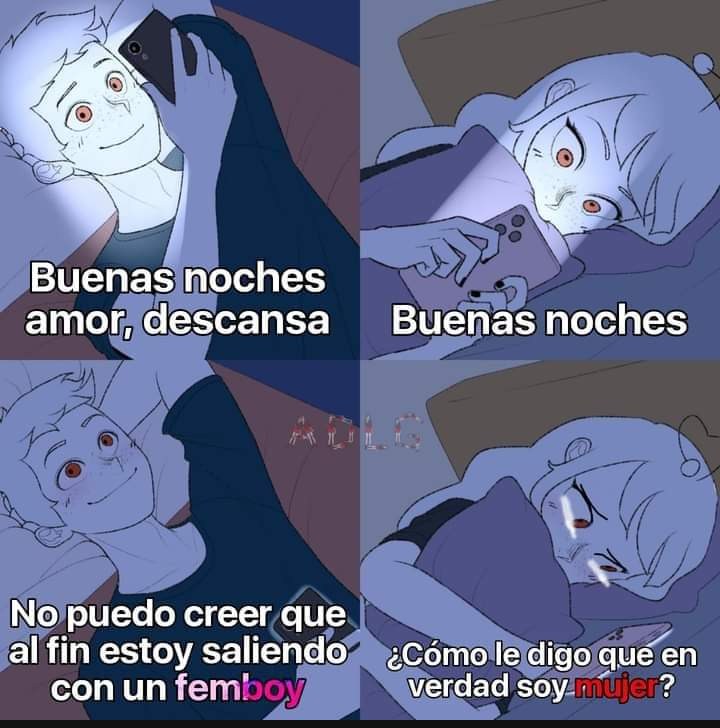 Buenas noches
amor, descansa
Buenas noches
ADLG
No puedo creer que
al fin estoy saliendo
con un femboy
¿Cómo le digo que en
verdad soy mujer?